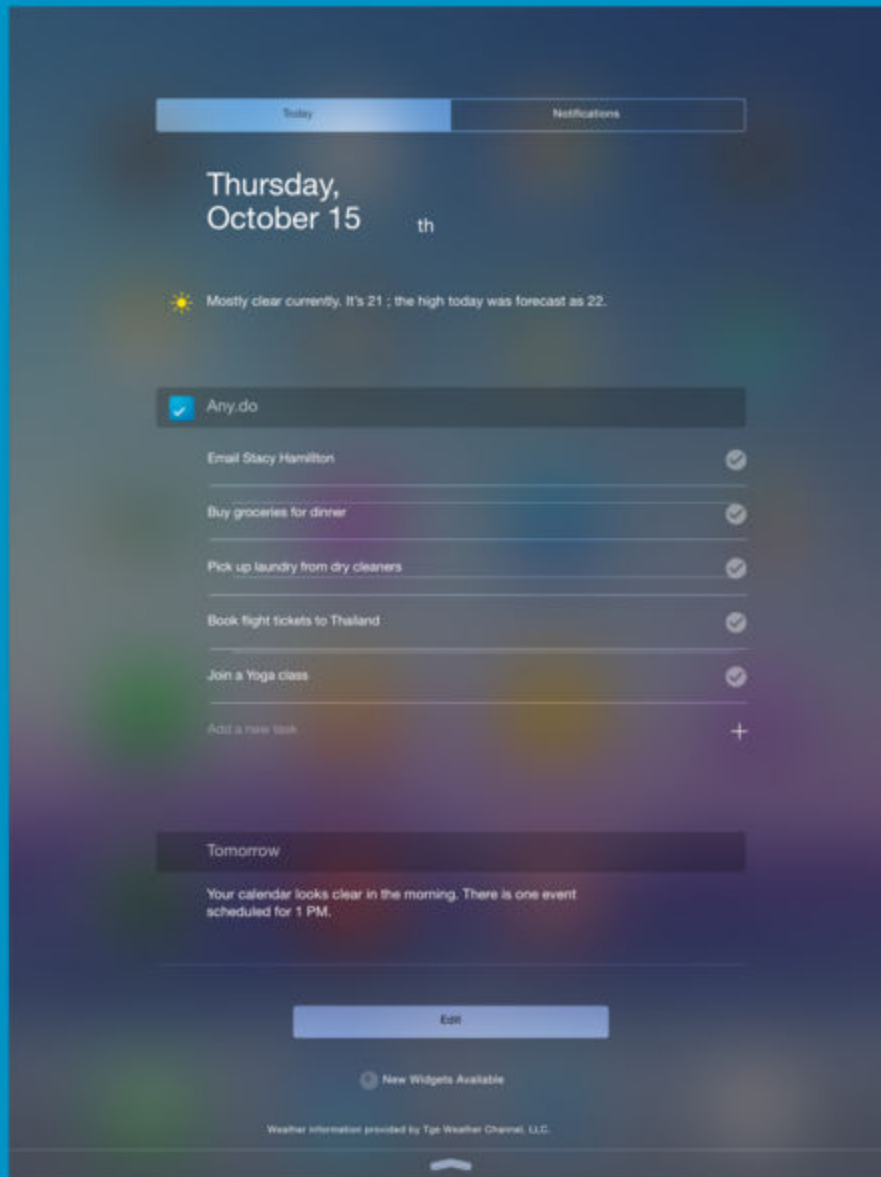 Today
Notifications
Thursday,
October 15 th
Mostly clear currently. It's 21 ; the high today was forecast as 22.
Any.do
Email Stacy Hamillton
Buy groceries for dinner
Pick up laundry from dry cleaners
Book flight tickets to Thailand
Join a Yoga class
Add a new task
Tomorrow
Your calendar looks clear in the morning. There is one event
scheduled for 1 PM.
Edit
New Widgets Available
Weather information provided by Tge Weather Channel, LLC.